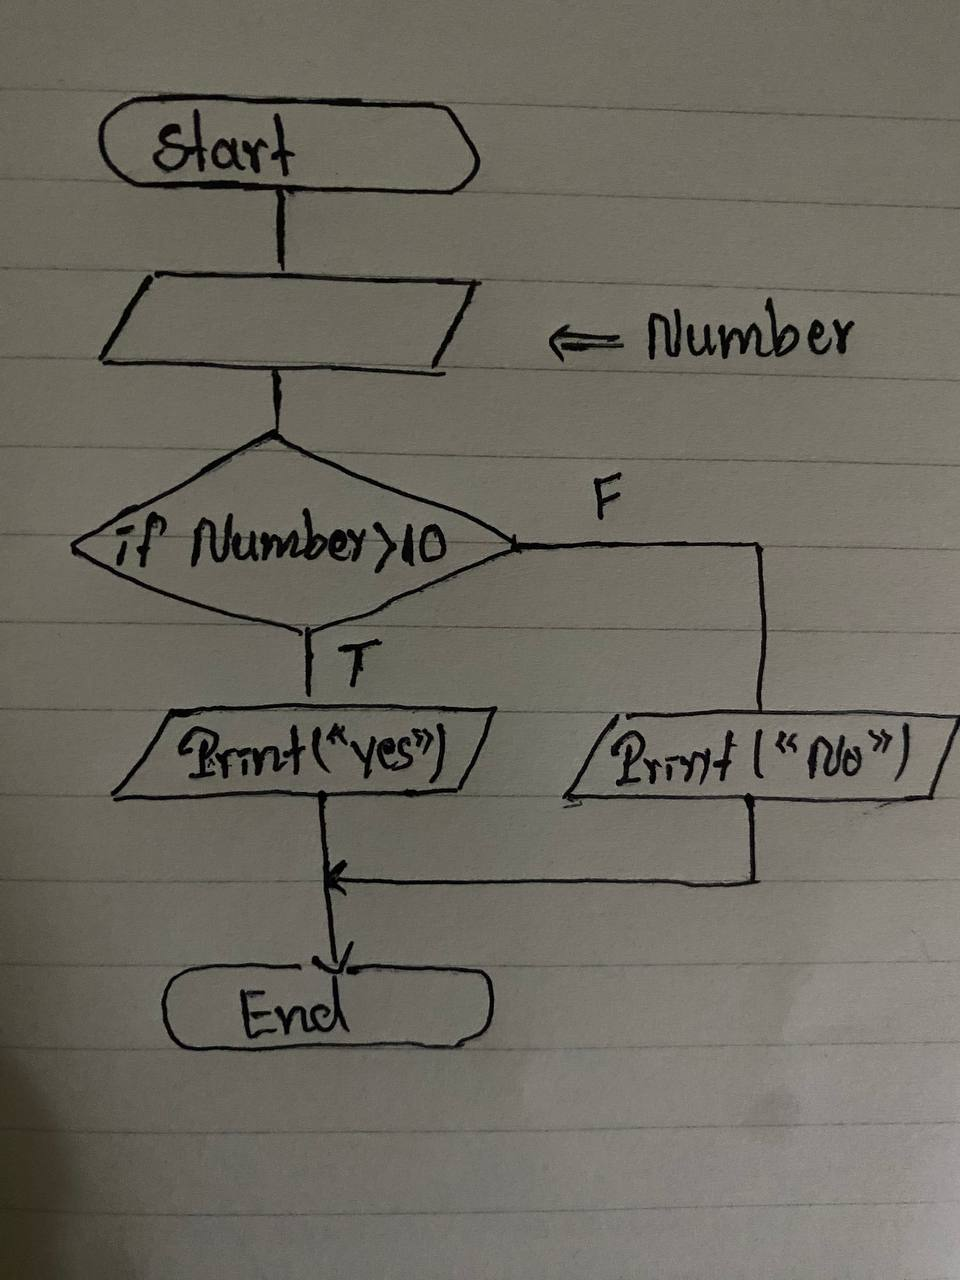 Start
⇐ Number
if Number>10
F
T
Print("yes")
Print("No")
End